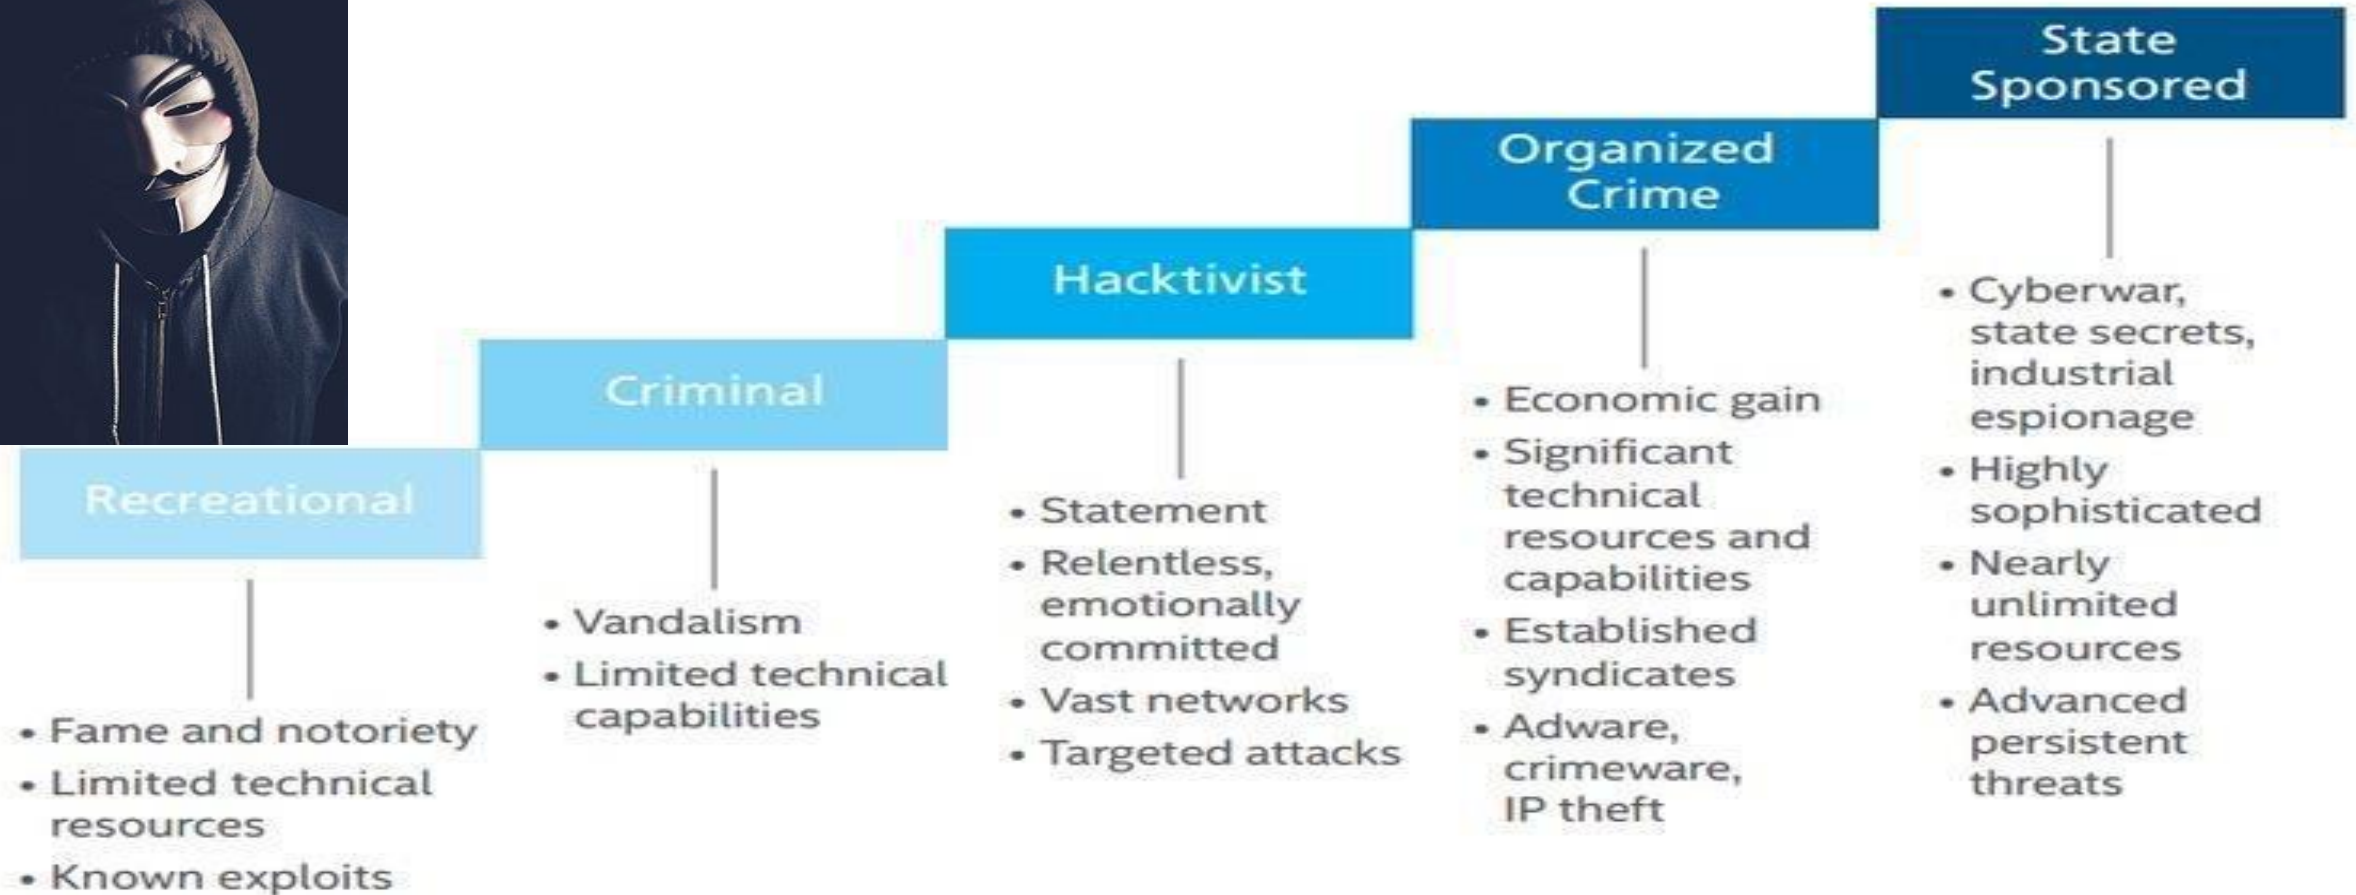 State
Sponsored
Organized
Crime
Hacktivist
Criminal
Recreational
• Fame and notoriety
• Limited technical
resources
• Known exploits
• Vandalism
• Limited technical
capabilities
• Statement
• Relentless,
emotionally
committed
• Vast networks
• Targeted attacks
• Economic gain
• Significant
technical
resources and
capabilities
• Established
syndicates
• Adware,
crimeware,
IP theft
• Cyberwar,
state secrets,
industrial
espionage
• Highly
sophisticated
• Nearly
unlimited
resources
• Advanced
persistent
threats